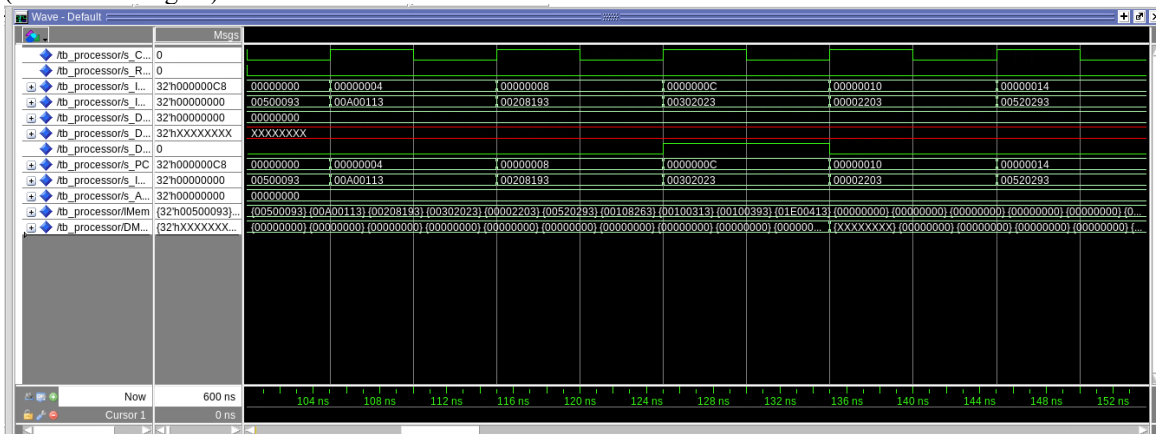 Wave - Default
Msgs
/tb_processor/s_C... 0
/tb_processor/s_R... 0
/tb_processor/s_I... 32'h000000C8 00000000 00000004 00000008 0000000C 00000010 00000014
/tb_processor/s_I... 32'h00000000 00500093 00A00113 00208193 00302023 00002203 00520293
/tb_processor/s_D... 32'h00000000 00000000
/tb_processor/s_D... 32'hXXXXXXXX XXXXXXXX
/tb_processor/s_D... 0
/tb_processor/s_PC 32'h000000C8 00000000 00000004 00000008 0000000C 00000010 00000014
/tb_processor/s_I... 32'h00000000 00500093 00A00113 00208193 00302023 00002203 00520293
/tb_processor/s_A... 32'h00000000 00000000
/tb_processor/IMem {32'h00500093}... {00500093} {00A00113} {00208193} {00302023} {00002203} {00520293} {00108263} {00100313} {00100393} {01E00413} {00000000} {00000000} {00000000} {00000000} {00000000} {0...
/tb_processor/DM... {32'hXXXXXXX... {00000000} {00000000} {00000000} {00000000} {00000000} {00000000} {00000000} {00000000} {00000000} {000000... {XXXXXXXX} {00000000} {00000000} {00000000} {00000000} {...
Now 600 ns 104 ns 108 ns 112 ns 116 ns 120 ns 124 ns 128 ns 132 ns 136 ns 140 ns 144 ns 148 ns 152 ns
Cursor 1 0 ns